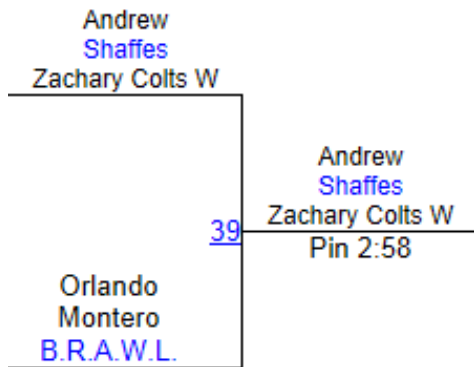 Andrew
Shaffes
Zachary Colts W
Andrew
Shaffes
Zachary Colts W
39
Pin 2:58
Orlando
Montero
B.R.A.W.L.